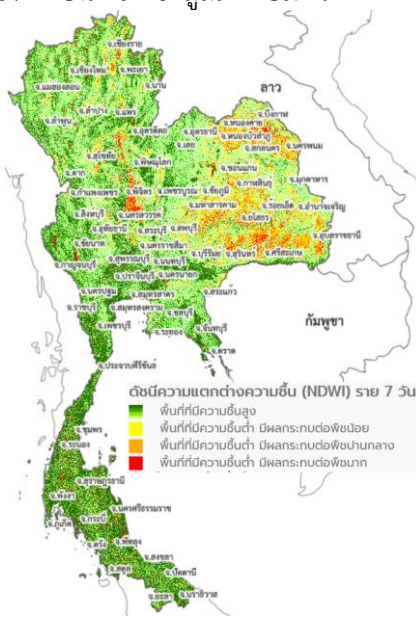 จ.เชียงราย
จ.เชียงใหม่
จ.พะเยา
จ.แม่ฮ่องสอน
จ.น่าน
จ.ลำปาง
จ.แพร่
จ.ลำพูน
จ.อุตรดิตถ์
จ.สุโขทัย
จ.พิษณุโลก
จ.ตาก
จ.กำแพงเพชร
จ.พิจิตร
จ.เพชรบูรณ์
ลาว
จ.บึงกาฬ
จ.หนองคาย
จ.อุดรธานี
จ.หนองบัวลำภู
จ.เลย
จ.สกลนคร
จ.นครพนม
จ.ขอนแก่น
จ.มุกดาหาร
จ.กาฬสินธุ์
จ.ชัยภูมิ
จ.มหาสารคาม
จ.ร้อยเอ็ด
จ.อำนาจเจริญ
จ.ยโสธร
จ.อุบลราชธานี
จ.บุรีรัมย์
จ.สุรินทร์
จ.ศรีสะเกษ
จ.สิงห์บุรี
จ.นครสวรรค์
จ.อุทัยธานี
จ.สระบุรี
จ.ลพบุรี
จ.ชัยนาท
จ.นครราชสีมา
จ.สุพรรณบุรี
จ.นนทบุรี
จ.กาญจนบุรี
จ.ปราจีนบุรี
จ.นครนายก
จ.สระแก้ว
จ.นครปฐม
จ.สมุทรสาคร
จ.ราชบุรี
จ.สมุทรสงคราม
จ.ชลบุรี
จ.เพชรบุรี
จ.ระยอง
จ.จันทบุรี
จ.ตราด
กัมพูชา
จ.ประจวบคีรีขันธ์
ดัชนีความแตกต่างความชื้น (NDWI) ราย 7 วัน
พื้นที่ที่มีความชื้นสูง
พื้นที่ที่มีความชื้นต่ำ มีผลกระทบต่อพืชน้อย
พื้นที่ที่มีความชื้นต่ำ มีผลกระทบต่อพืชปานกลาง
พื้นที่ที่มีความชื้นต่ำ มีผลกระทบต่อพืชมาก
จ.ชุมพร
จ.ระนอง
จ.สุราษฎร์ธานี
จ.พังงา
จ.นครศรีธรรมราช
จ.ภูเก็ต
จ.กระบี่
จ.ตรัง
จ.พัทลุง
จ.สงขลา
จ.สตูล
จ.ปัตตานี
จ.ยะลา
จ.นราธิวาส